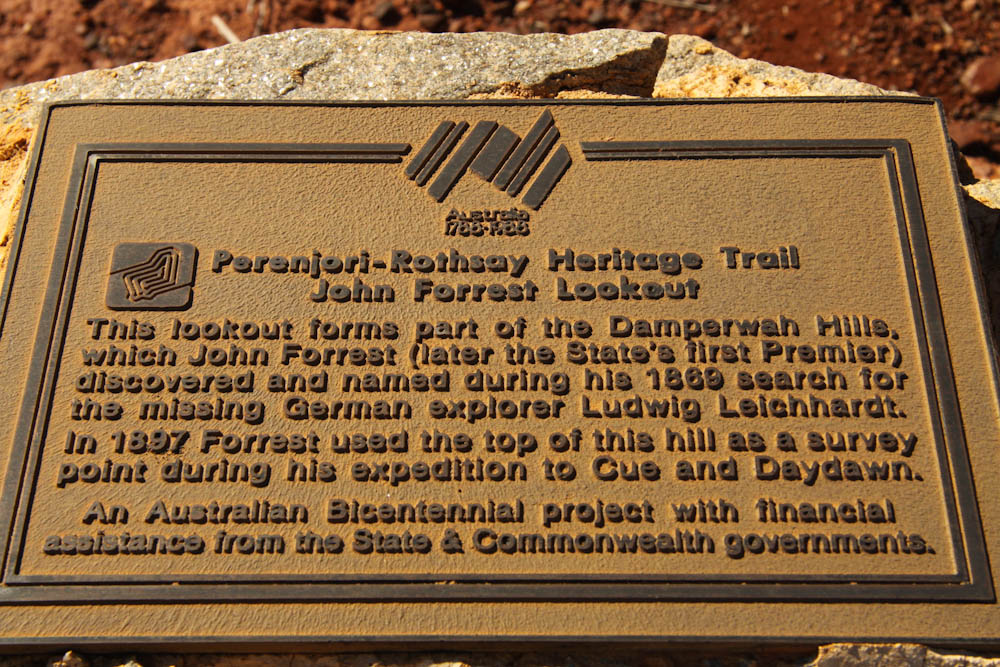 Australia
1788-1988
Perenjori-Rothsay Heritage Trail
John Forrest Lookout
This lookout forms part of the Damperwah Hills,
which John Forrest (later the State's first Premier)
discovered and named during his 1869 search for
the missing German explorer Ludwig Leichhardt.
In 1897 Forrest used the top of this hill as a survey
point during his expedition to Cue and Daydawn.
An Australian Bicentennial project with financial
assistance from the State & Commonwealth governments.